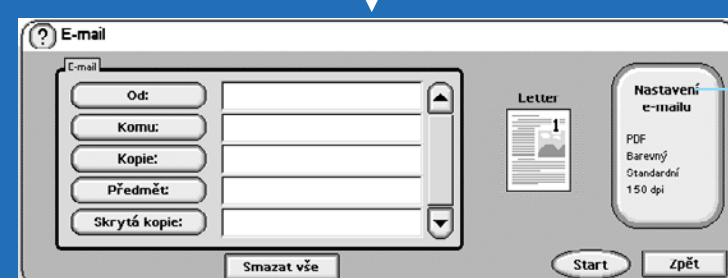 ? E-mail
E-mail
Od:
Komu:
Kopie:
Předmět:
Skrytá kopie:
Smazat vše
Letter
1
Nastavení
e-mailu
PDF
Barevný
Standardní
150 dpi
Start
Zpět